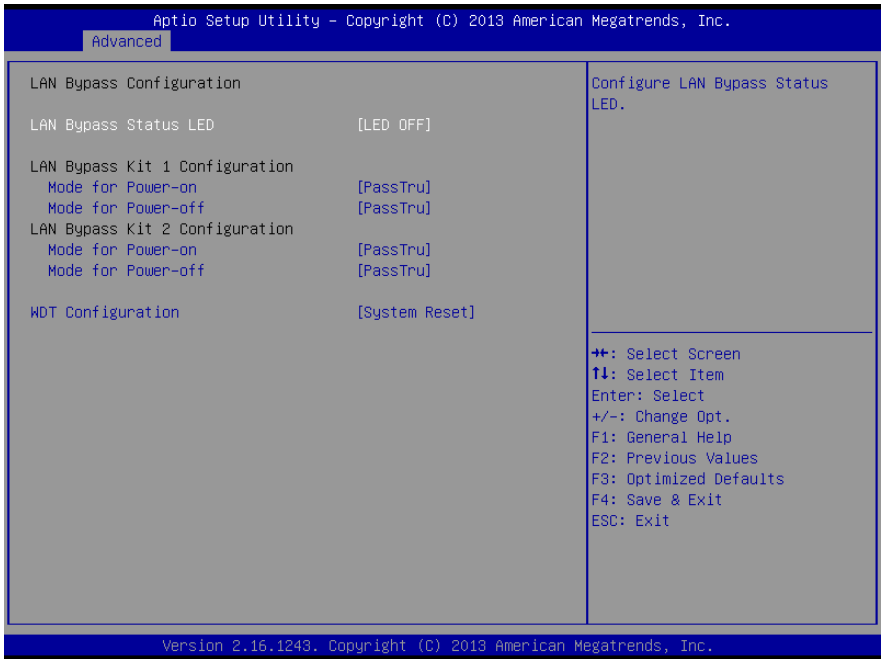 Aptio Setup Utility – Copyright (C) 2013 American Megatrends, Inc.
Advanced
LAN Bypass Configuration
LAN Bypass Status LED [LED OFF]
LAN Bypass Kit 1 Configuration
Mode for Power-on [PassTru]
Mode for Power-off [PassTru]
LAN Bypass Kit 2 Configuration
Mode for Power-on [PassTru]
Mode for Power-off [PassTru]
WDT Configuration [System Reset]
Configure LAN Bypass Status
LED.
→←: Select Screen
↑↓: Select Item
Enter: Select
+/-: Change Opt.
F1: General Help
F2: Previous Values
F3: Optimized Defaults
F4: Save & Exit
ESC: Exit
Version 2.16.1243. Copyright (C) 2013 American Megatrends, Inc.